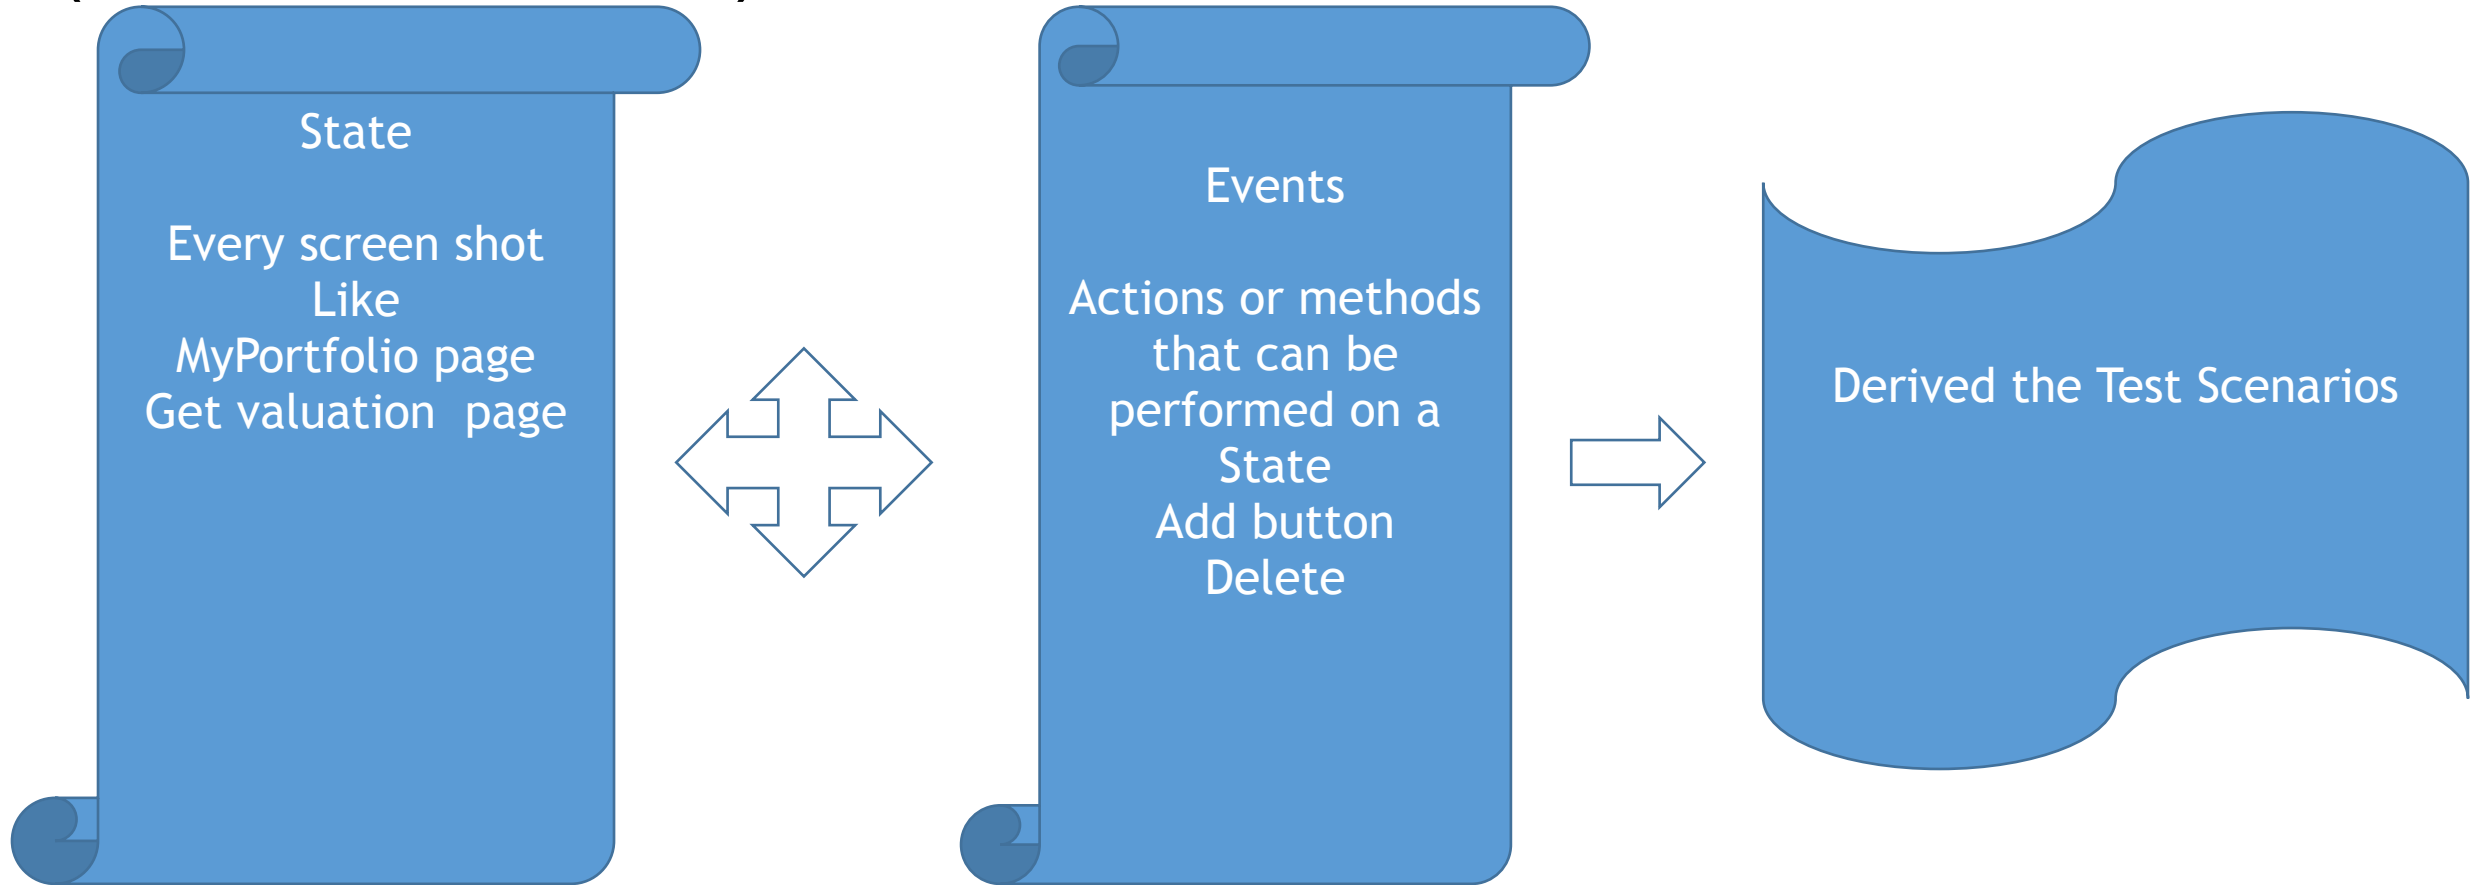 State
Every screen shot
Like
MyPortfolio page
Get valuation  page
Events
Actions or methods
that can be
performed on a
State
Add button
Delete
Derived the Test Scenarios